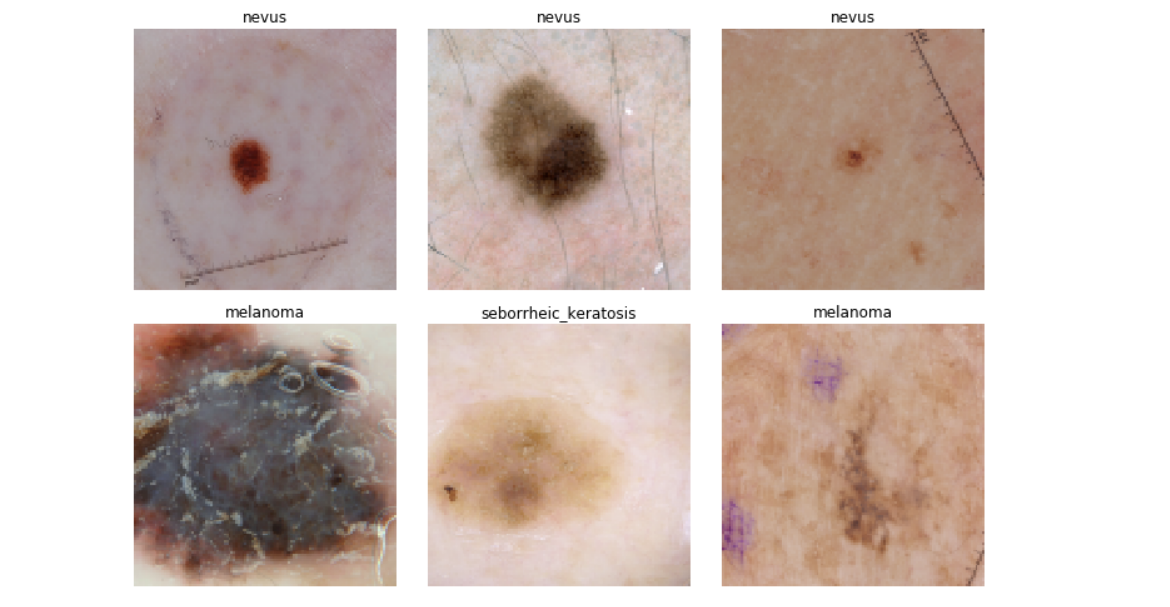 nevus
nevus
nevus
melanoma
seborrheic_keratosis
melanoma